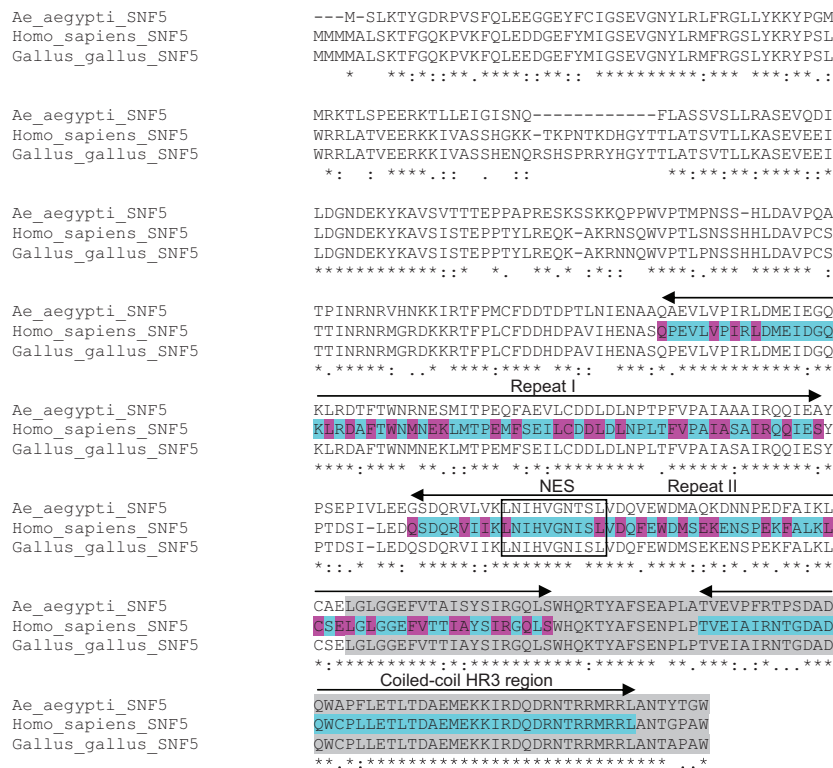 Ae_aegypti_SNF5 ---M-SLKTYGDRPVSFQLEEGGEYFCIGSEVGNYLRLFRGLLYKKYPGM
Homo_sapiens_SNF5 MMMMALSKTFGQKPVKFQLEDDGEFYMIGSEVGNYLRMFRGSLYKRYPSL
Gallus_gallus_SNF5 MMMMALSKTFGQKPVKFQLEEDGEFYMIGSEVGNYLRMFRGSLYKRYPSL
Ae_aegypti_SNF5 MRKTLSPEERKTLLEIGISNQ------------FLASSVSLLRASEVQDI
Homo_sapiens_SNF5 WRRLATVEERKKIVASSHGKK-TKPNTKDHGYTTLATSVTLLKASEVEEI
Gallus_gallus_SNF5 WRRLATVEERKKIVASSHENQRSHSPRRYHGYTTLATSVTLLKASEVEEI
Ae_aegypti_SNF5 LDGNDEKYKAVSVTTTEPPAPRESKSSKKQPPWVPTMPNSS-HLDAVPQA
Homo_sapiens_SNF5 LDGNDEKYKAVSISTEPPTYLREQK-AKRNSQWVPTLPNSSHHLDAVPCS
Gallus_gallus_SNF5 LDGNDEKYKAVSISTEPPTYLREQK-AKRNNQWVPTLPNSSHHLDAVPCS
Ae_aegypti_SNF5 TPINRNRVHNKKIRTFPMCFDDTDPTLNIENAAQAEVLVPIRLDMEIEGQ
Homo_sapiens_SNF5 TTINRNRMGRDKKRTFPLCFDDHDPAVIHENASQPEVLVPIRLDMEIDGQ
Gallus_gallus_SNF5 TTINRNRMGRDKKRTFPLCFDDHDPAVIHENASQPEVLVPIRLDMEIDGQ
Repeat I
Ae_aegypti_SNF5 KLRDTFTWNRNESMITPEQFAEVLCDDLDLNPTPFVPAIAAAIRQQIEAY
Homo_sapiens_SNF5 KLRDAFTWNMNEKLMTPEMFSEILCDDLDLNPLTFVPAIASAIRQQIESY
Gallus_gallus_SNF5 KLRDAFTWNMNEKLMTPEMFSEILCDDLDLNPLTFVPAIASAIRQQIESY
NES Repeat II
Ae_aegypti_SNF5 PSEPIVLEEGSDQRVLVKLNIHVGNTSLVDQVEWDMAQKDNNPEDFAIKL
Homo_sapiens_SNF5 PTDSI-LEDQSDQRVIIKLNIHVGNISLVDQFEWDMSEKENSPEKFALKL
Gallus_gallus_SNF5 PTDSI-LEDQSDQRVIIKLNIHVGNISLVDQFEWDMSEKENSPEKFALKL
Ae_aegypti_SNF5 CAELGLGGEFVTAISYSIRGQLSWHQRTYAFSEAPLATVEVPFRTPSDAD
Homo_sapiens_SNF5 CSELGLGGEFVTTIAYSIRGQLSWHQKTYAFSENPLPTVEIAIRNTGDAD
Gallus_gallus_SNF5 CSELGLGGEFVTTIAYSIRGQLSWHQKTYAFSENPLPTVEIAIRNTGDAD
Coiled-coil HR3 region
Ae_aegypti_SNF5 QWAPFLETLTDAEMEKKIRDQDRNTRRMRRLANTYTGW
Homo_sapiens_SNF5 QWCPLLETLTDAEMEKKIRDQDRNTRRMRRLANTGPAW
Gallus_gallus_SNF5 QWCPLLETLTDAEMEKKIRDQDRNTRRMRRLANTAPAW